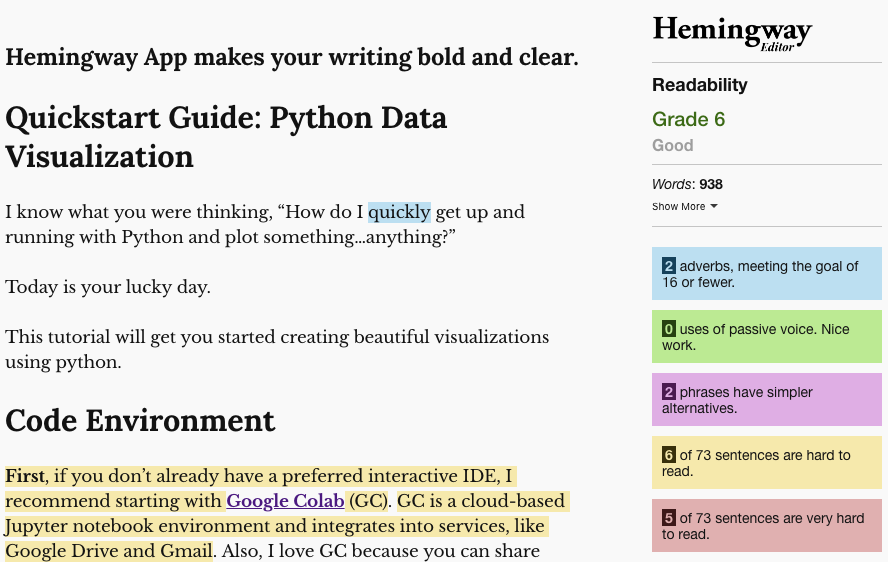 Hemingway App makes your writing bold and clear.
Quickstart Guide: Python Data
Visualization
I know what you were thinking, “How do I quickly get up and
running with Python and plot something…anything?”
Today is your lucky day.
This tutorial will get you started creating beautiful visualizations
using python.
Code Environment
First, if you don’t already have a preferred interactive IDE, I
recommend starting with Google Colab (GC). GC is a cloud-based
Jupyter notebook environment and integrates into services, like
Google Drive and Gmail. Also, I love GC because you can share
Hemingway
Editor
Readability
Grade 6
Good
Words: 938
Show More
2 adverbs, meeting the goal of
16 or fewer.
0 uses of passive voice. Nice
work.
2 phrases have simpler
alternatives.
6 of 73 sentences are hard to
read.
5 of 73 sentences are very hard
to read.